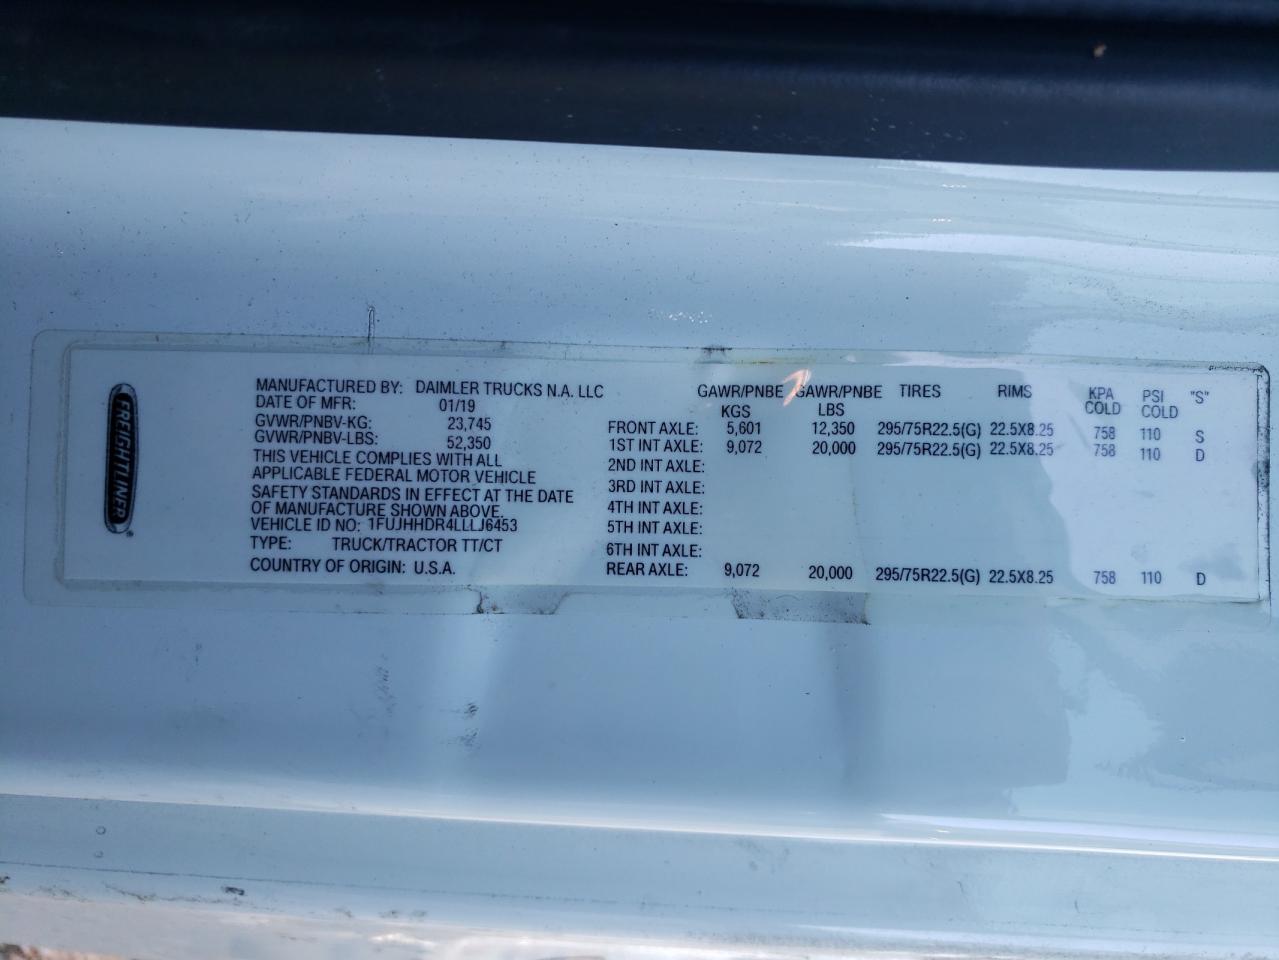 FREIGHTLINER
MANUFACTURED BY: DAIMLER TRUCKS N.A. LLC
DATE OF MFR: 01/19
GVWR/PNBV-KG: 23,745
GVWR/PNBV-LBS: 52,350
THIS VEHICLE COMPLIES WITH ALL
APPLICABLE FEDERAL MOTOR VEHICLE
SAFETY STANDARDS IN EFFECT AT THE DATE
OF MANUFACTURE SHOWN ABOVE.
VEHICLE ID NO: 1FUJHHDR4LLLJ6453
TYPE: TRUCK/TRACTOR TT/CT
COUNTRY OF ORIGIN: U.S.A.
GAWR/PNBE GAWR/PNBE TIRES RIMS KPA PSI "S"
KGS LBS COLD COLD
FRONT AXLE: 5,601 12,350 295/75R22.5(G) 22.5X8.25 758 110 S
1ST INT AXLE: 9,072 20,000 295/75R22.5(G) 22.5X8.25 758 110 D
2ND INT AXLE:
3RD INT AXLE:
4TH INT AXLE:
5TH INT AXLE:
6TH INT AXLE:
REAR AXLE: 9,072 20,000 295/75R22.5(G) 22.5X8.25 758 110 D